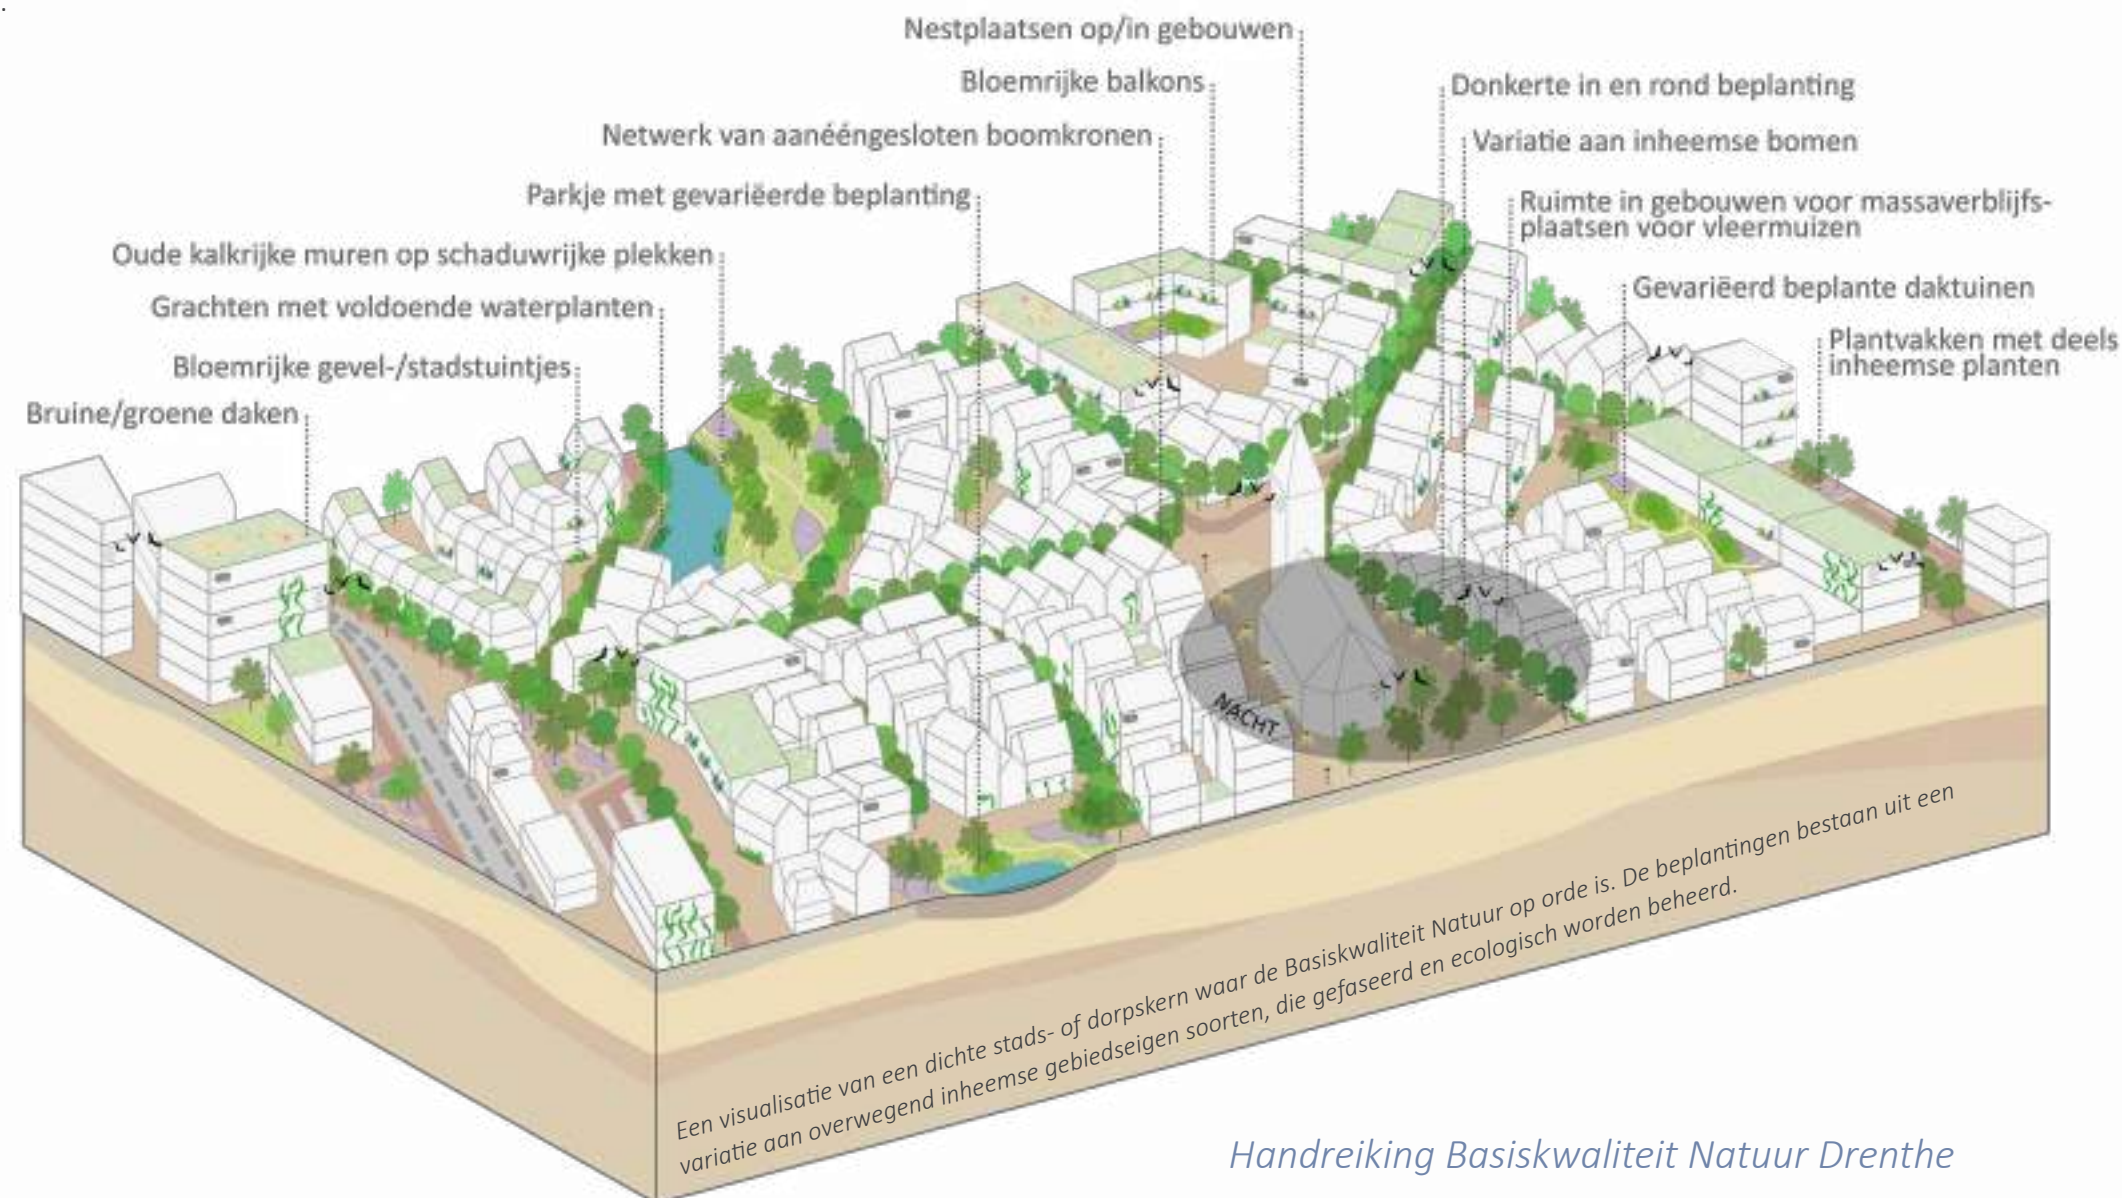 .
Nestplaatsen op/in gebouwen
Bloemrijke balkons
Donkerte in en rond beplanting
Netwerk van aanééngesloten boomkronen
Variatie aan inheemse bomen
Parkje met gevariëerde beplanting
Ruimte in gebouwen voor massaverblijfs-
plaatsen voor vleermuizen
Oude kalkrijke muren op schaduwrijke plekken
Gevariëerd beplante daktuinen
Grachten met voldoende waterplanten
Plantvakken met deels
inheemse planten
Bloemrijke gevel-/stadstuintjes
Bruine/groene daken
NACHT
Een visualisatie van een dichte stads- of dorpskern waar de Basiskwaliteit Natuur op orde is. De beplantingen bestaan uit een
variatie aan overwegend inheemse gebiedseigen soorten, die gefaseerd en ecologisch worden beheerd.
Handreiking Basiskwaliteit Natuur Drenthe